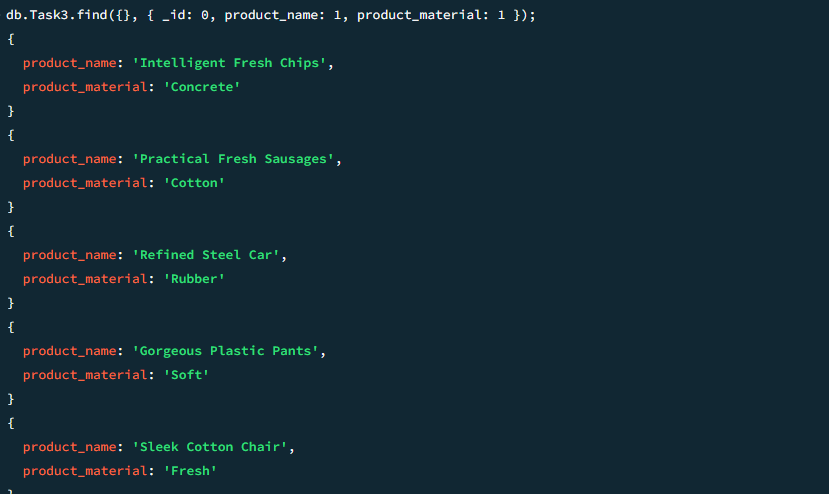 db.Task3.find({}, { _id: 0, product_name: 1, product_material: 1 });
{
  product_name: 'Intelligent Fresh Chips',
  product_material: 'Concrete'
}
{
  product_name: 'Practical Fresh Sausages',
  product_material: 'Cotton'
}
{
  product_name: 'Refined Steel Car',
  product_material: 'Rubber'
}
{
  product_name: 'Gorgeous Plastic Pants',
  product_material: 'Soft'
}
{
  product_name: 'Sleek Cotton Chair',
  product_material: 'Fresh'
}